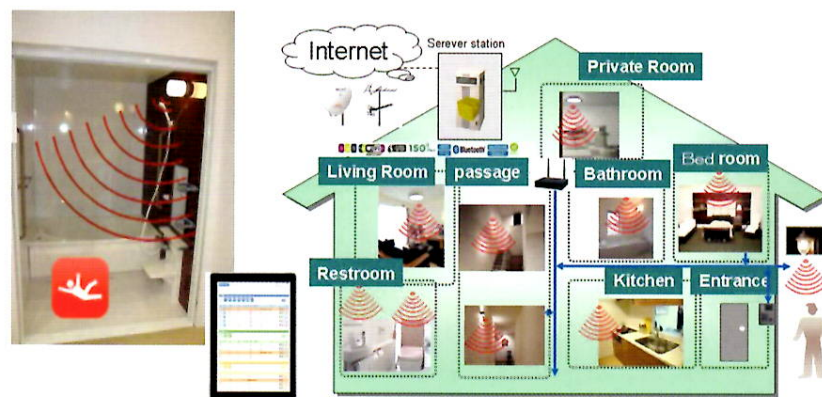 Internet
Serever station
Private Room
Bluetooth
Living Room
passage
Bathroom
Bed room
Restroom
Kitchen
Entrance